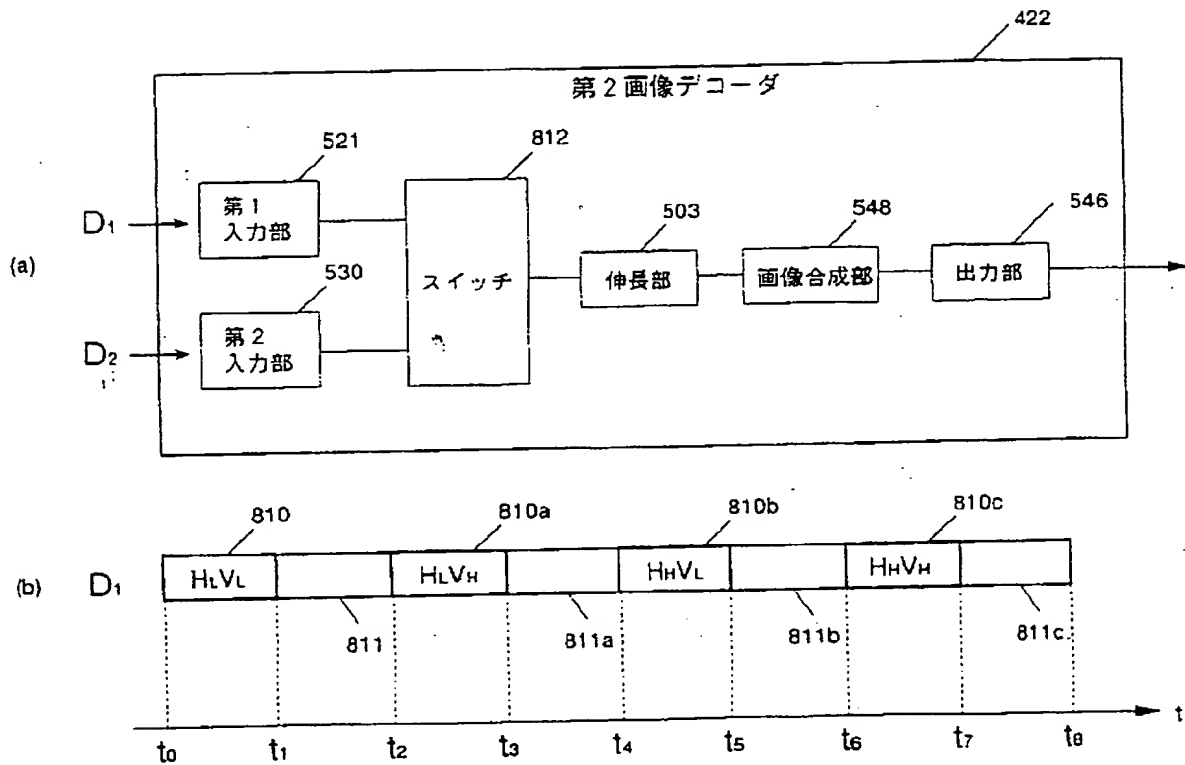 422
第2画像デコーダ
521
812
第1
入力部
D₁
503
548
546
(a)
530
スイッチ
伸長部
画像合成部
出力部
第2
入力部
D₂
810
810a
810b
810c
(b)
D₁
HLVL
HLVH
HHVL
HHVH
811
811a
811b
811c
t
t₀
t₁
t₂
t₃
t₄
t₅
t₆
t₇
t₈